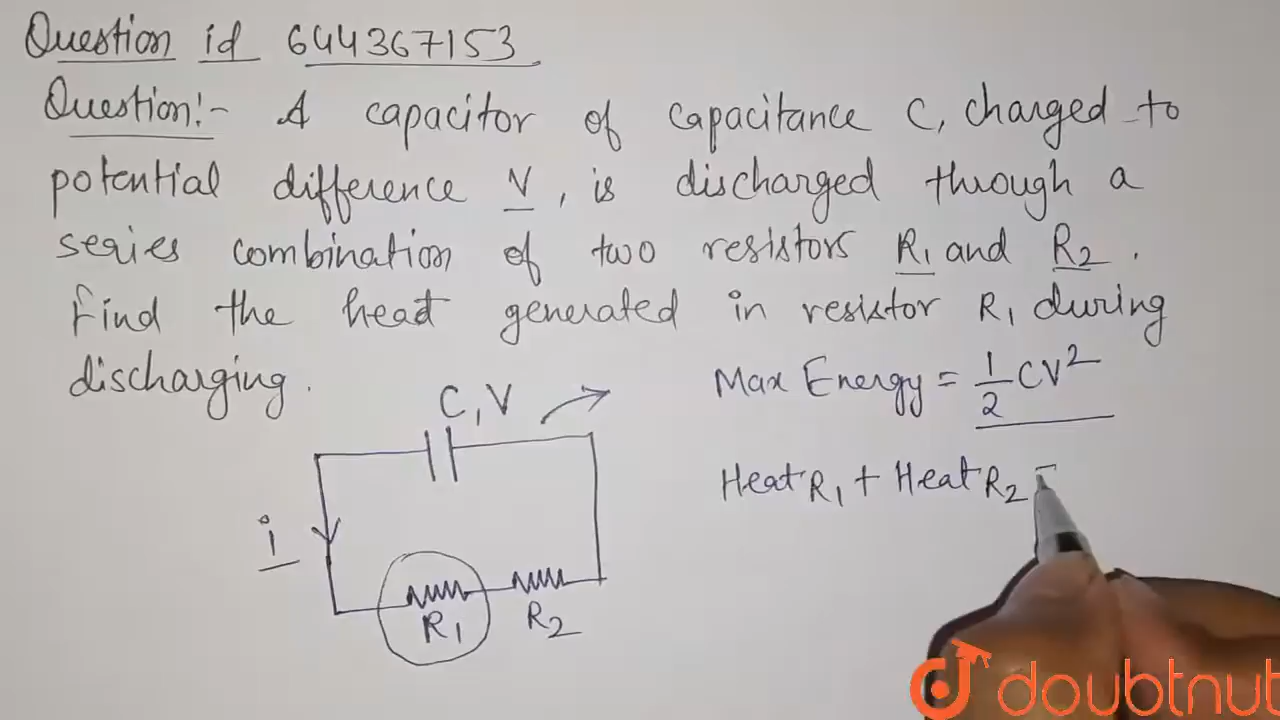 Question id 644367153
Question:- A capacitor of capacitance C, charged to
potential difference V, is discharged through a
series combination of two resistors R1 and R2.
Find the head generated in resistor R1 during
discharging.
Max Energy = 1/2 CV²
C, V
Heat R1 + Heat R2 =
i
R1
R2
doubtnut